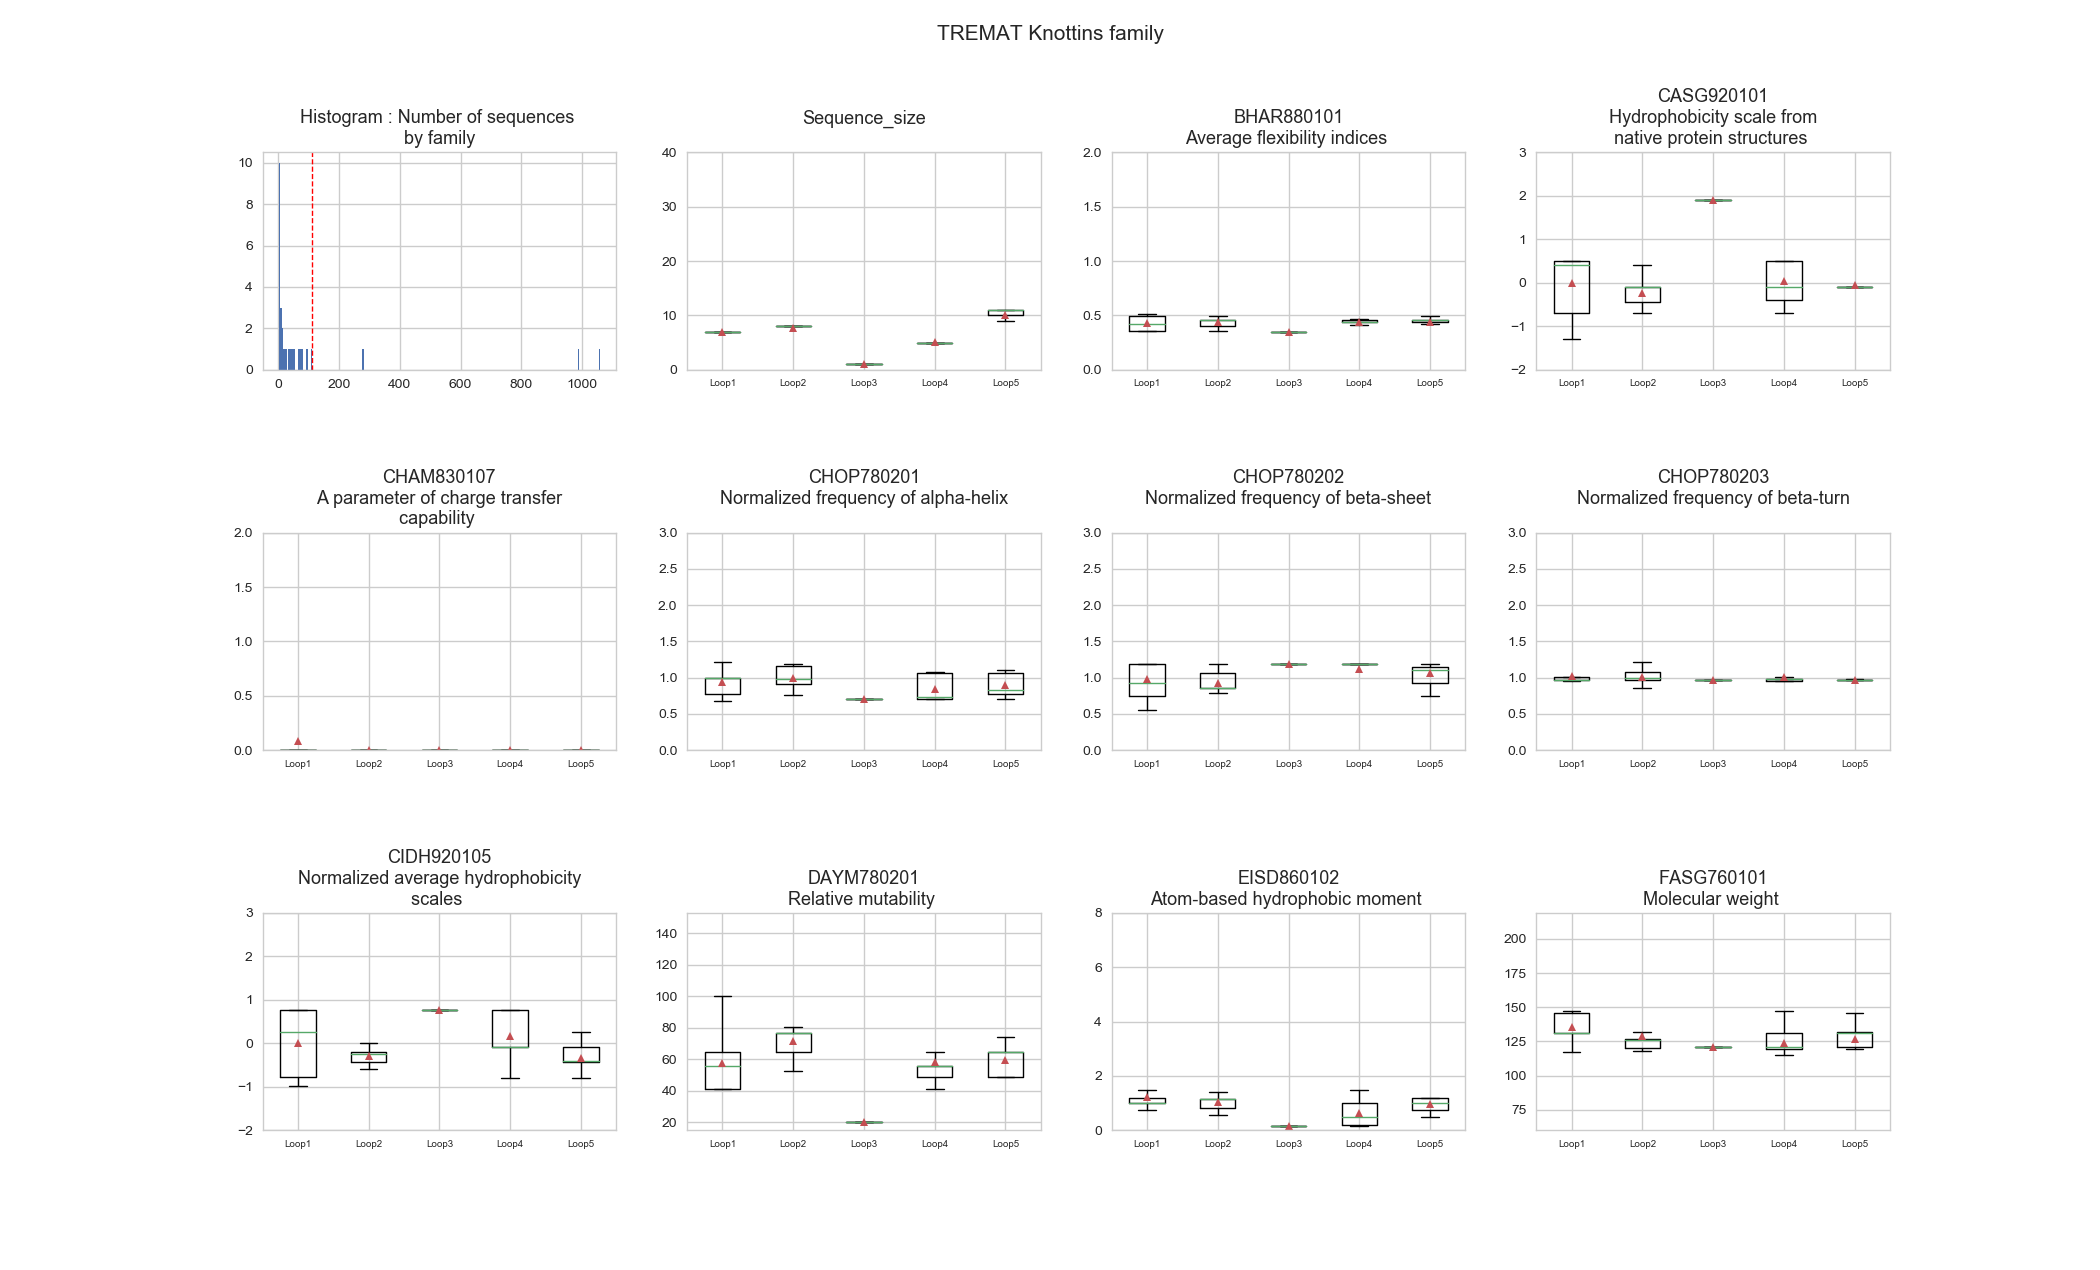 TREMAT Knottins family
Histogram : Number of sequences
by family
10
8
6
4
2
0
0 200 400 600 800 1000
Sequence_size
40
30
20
10
0
Loop1 Loop2 Loop3 Loop4 Loop5
BHAR880101
Average flexibility indices
2.0
1.5
1.0
0.5
0.0
Loop1 Loop2 Loop3 Loop4 Loop5
CASG920101
Hydrophobicity scale from
native protein structures
3
2
1
0
−1
−2
Loop1 Loop2 Loop3 Loop4 Loop5
CHAM830107
A parameter of charge transfer
capability
2.0
1.5
1.0
0.5
0.0
Loop1 Loop2 Loop3 Loop4 Loop5
CHOP780201
Normalized frequency of alpha-helix
3.0
2.5
2.0
1.5
1.0
0.5
0.0
Loop1 Loop2 Loop3 Loop4 Loop5
CHOP780202
Normalized frequency of beta-sheet
3.0
2.5
2.0
1.5
1.0
0.5
0.0
Loop1 Loop2 Loop3 Loop4 Loop5
CHOP780203
Normalized frequency of beta-turn
3.0
2.5
2.0
1.5
1.0
0.5
0.0
Loop1 Loop2 Loop3 Loop4 Loop5
CIDH920105
Normalized average hydrophobicity
scales
3
2
1
0
−1
−2
Loop1 Loop2 Loop3 Loop4 Loop5
DAYM780201
Relative mutability
140
120
100
80
60
40
20
Loop1 Loop2 Loop3 Loop4 Loop5
EISD860102
Atom-based hydrophobic moment
8
6
4
2
0
Loop1 Loop2 Loop3 Loop4 Loop5
FASG760101
Molecular weight
200
175
150
125
100
75
Loop1 Loop2 Loop3 Loop4 Loop5